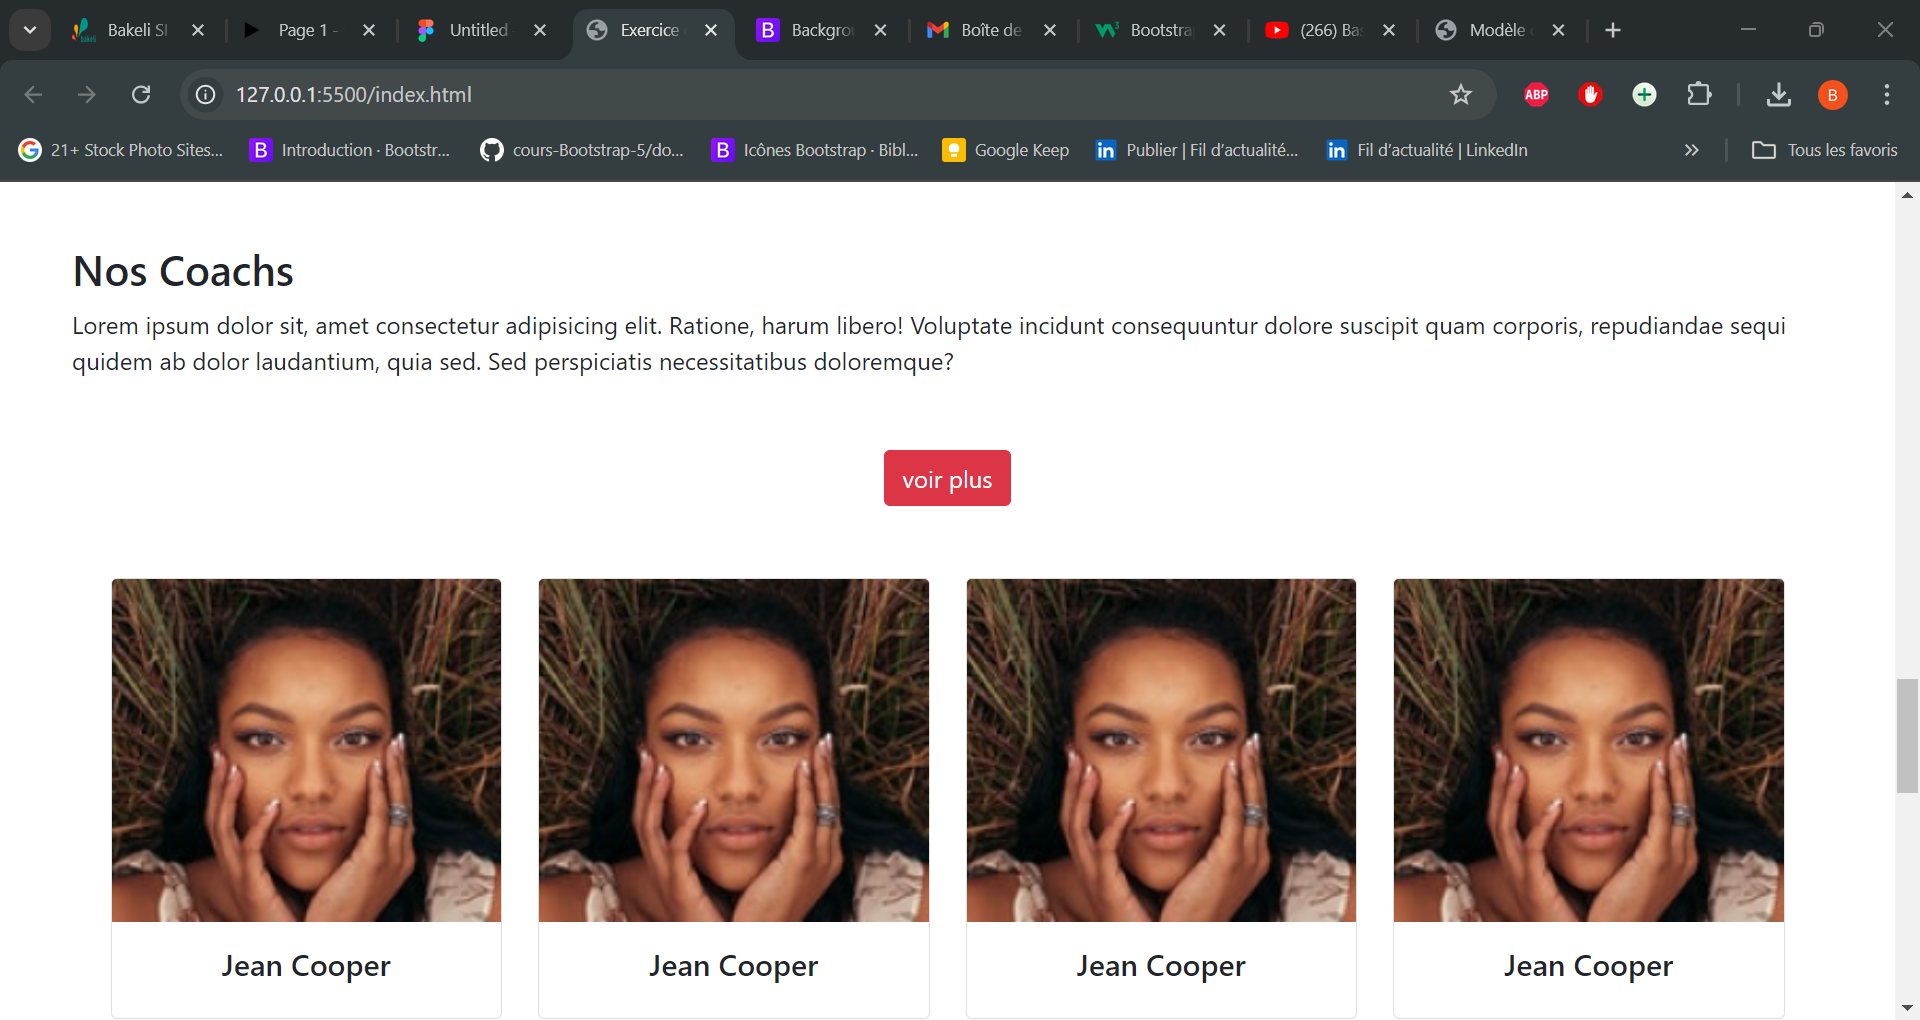 Bakeli Sl
Page 1 -
Untitled
Exercice
Backgro
Boîte de
Bootstra
(266) Ba
Modèle
127.0.0.1:5500/index.html
ABP
B
21+ Stock Photo Sites...
B Introduction · Bootstr...
cours-Bootstrap-5/do...
B Icônes Bootstrap · Bibl...
Google Keep
in Publier | Fil d'actualité...
in Fil d'actualité | LinkedIn
Tous les favoris
Nos Coachs
Lorem ipsum dolor sit, amet consectetur adipisicing elit. Ratione, harum libero! Voluptate incidunt consequuntur dolore suscipit quam corporis, repudiandae sequi
quidem ab dolor laudantium, quia sed. Sed perspiciatis necessitatibus doloremque?
voir plus
Jean Cooper
Jean Cooper
Jean Cooper
Jean Cooper